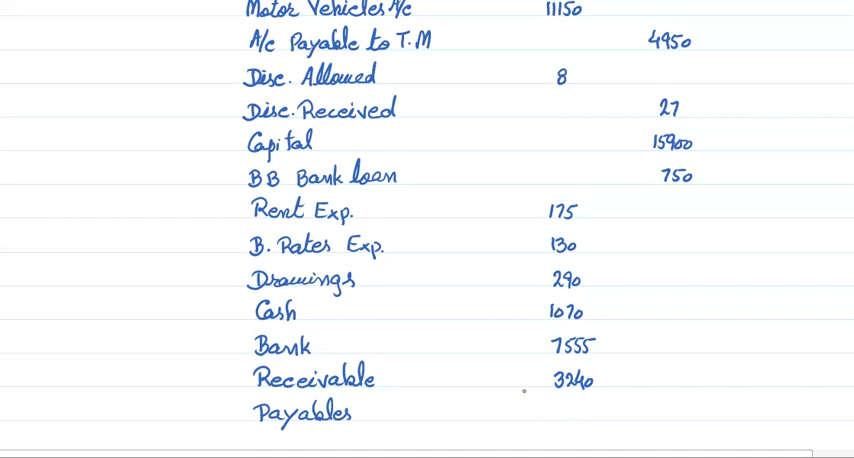 Motor Vehicles A/c 11150
A/c Payable to T.M 4950
Disc. Allowed 8
Disc. Received 27
Capital 15900
BB Bank loan 750
Rent Exp. 175
B. Rates Exp. 130
Drawings 290
Cash 1070
Bank 7555
Receivable 3240
Payables